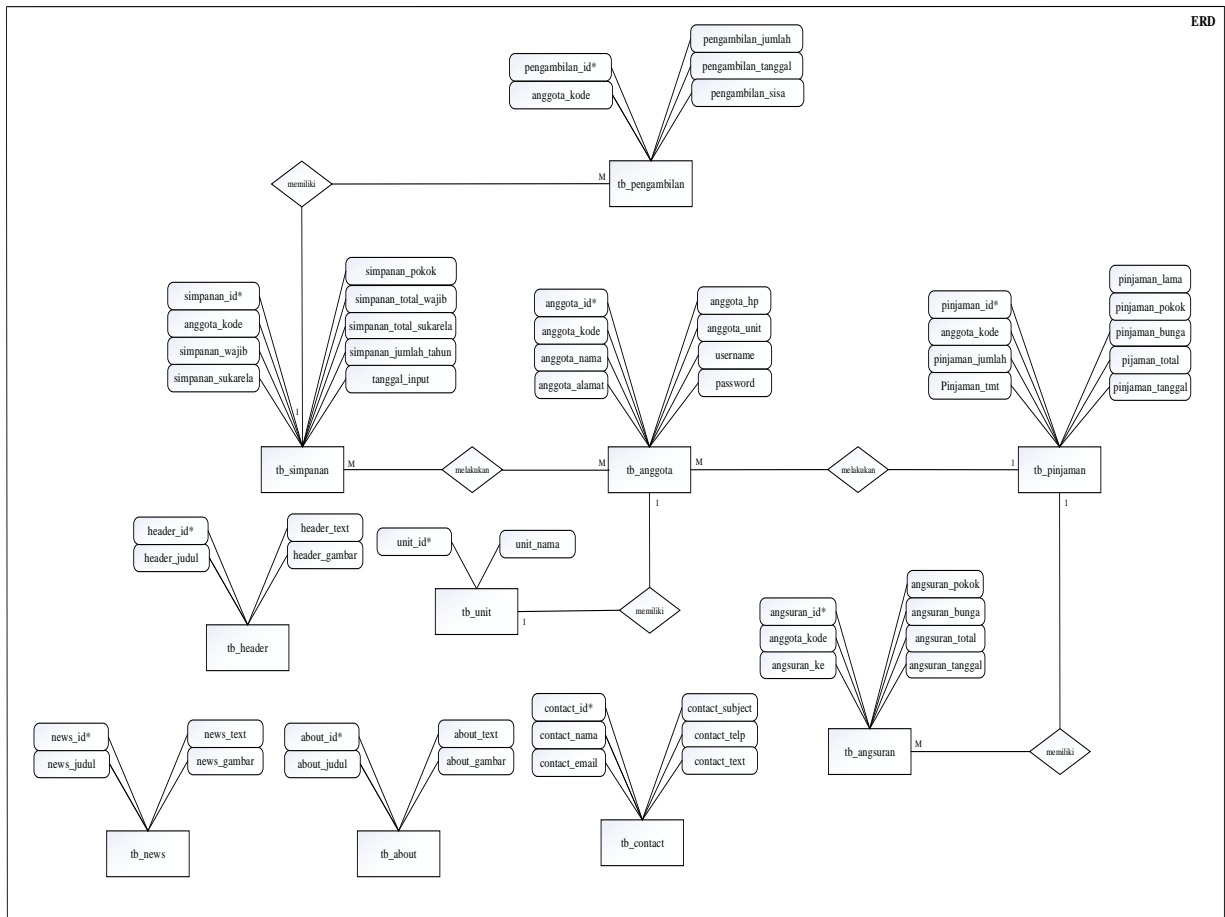 ERD
pengambilan_jumlah
pengambilan_id*
pengambilan_tanggal
anggota_kode
pengambilan_sisa
tb_pengambilan
M
memiliki
1
simpanan_id*
anggota_kode
simpanan_wajib
simpanan_sukarela
simpanan_pokok
simpanan_total_wajib
simpanan_total_sukarela
simpanan_jumlah_tahun
tanggal_input
tb_simpanan
M
melakukan
M
anggota_id*
anggota_kode
anggota_nama
anggota_alamat
anggota_hp
anggota_unit
username
password
tb_anggota
M
melakukan
1
pinjaman_id*
anggota_kode
pinjaman_jumlah
Pinjaman_tmt
pinjaman_lama
pinjaman_pokok
pinjaman_bunga
pijaman_total
pinjaman_tanggal
tb_pinjaman
1
1
header_id*
header_judul
header_text
header_gambar
tb_header
unit_id*
unit_nama
tb_unit
1
memiliki
angsuran_id*
anggota_kode
angsuran_ke
angsuran_pokok
angsuran_bunga
angsuran_total
angsuran_tanggal
tb_angsuran
M
memiliki
news_id*
news_judul
news_text
news_gambar
tb_news
about_id*
about_judul
about_text
about_gambar
tb_about
contact_id*
contact_nama
contact_email
contact_subject
contact_telp
contact_text
tb_contact